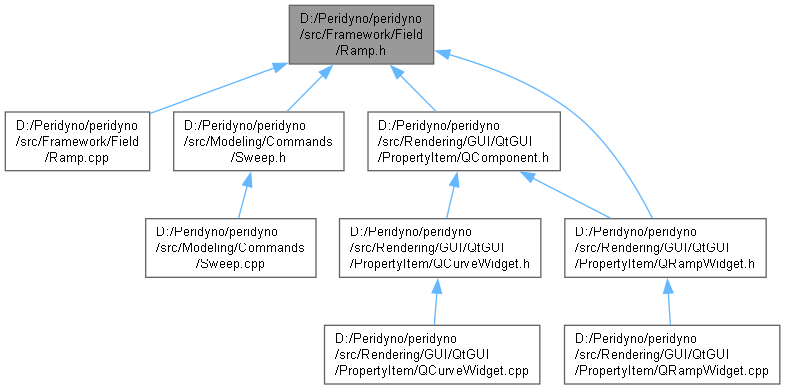 D:/Peridyno/peridyno
/src/Framework/Field
/Ramp.h
D:/Peridyno/peridyno
/src/Framework/Field
/Ramp.cpp
D:/Peridyno/peridyno
/src/Modeling/Commands
/Sweep.h
D:/Peridyno/peridyno
/src/Rendering/GUI/QtGUI
/PropertyItem/QComponent.h
D:/Peridyno/peridyno
/src/Modeling/Commands
/Sweep.cpp
D:/Peridyno/peridyno
/src/Rendering/GUI/QtGUI
/PropertyItem/QCurveWidget.h
D:/Peridyno/peridyno
/src/Rendering/GUI/QtGUI
/PropertyItem/QRampWidget.h
D:/Peridyno/peridyno
/src/Rendering/GUI/QtGUI
/PropertyItem/QCurveWidget.cpp
D:/Peridyno/peridyno
/src/Rendering/GUI/QtGUI
/PropertyItem/QRampWidget.cpp